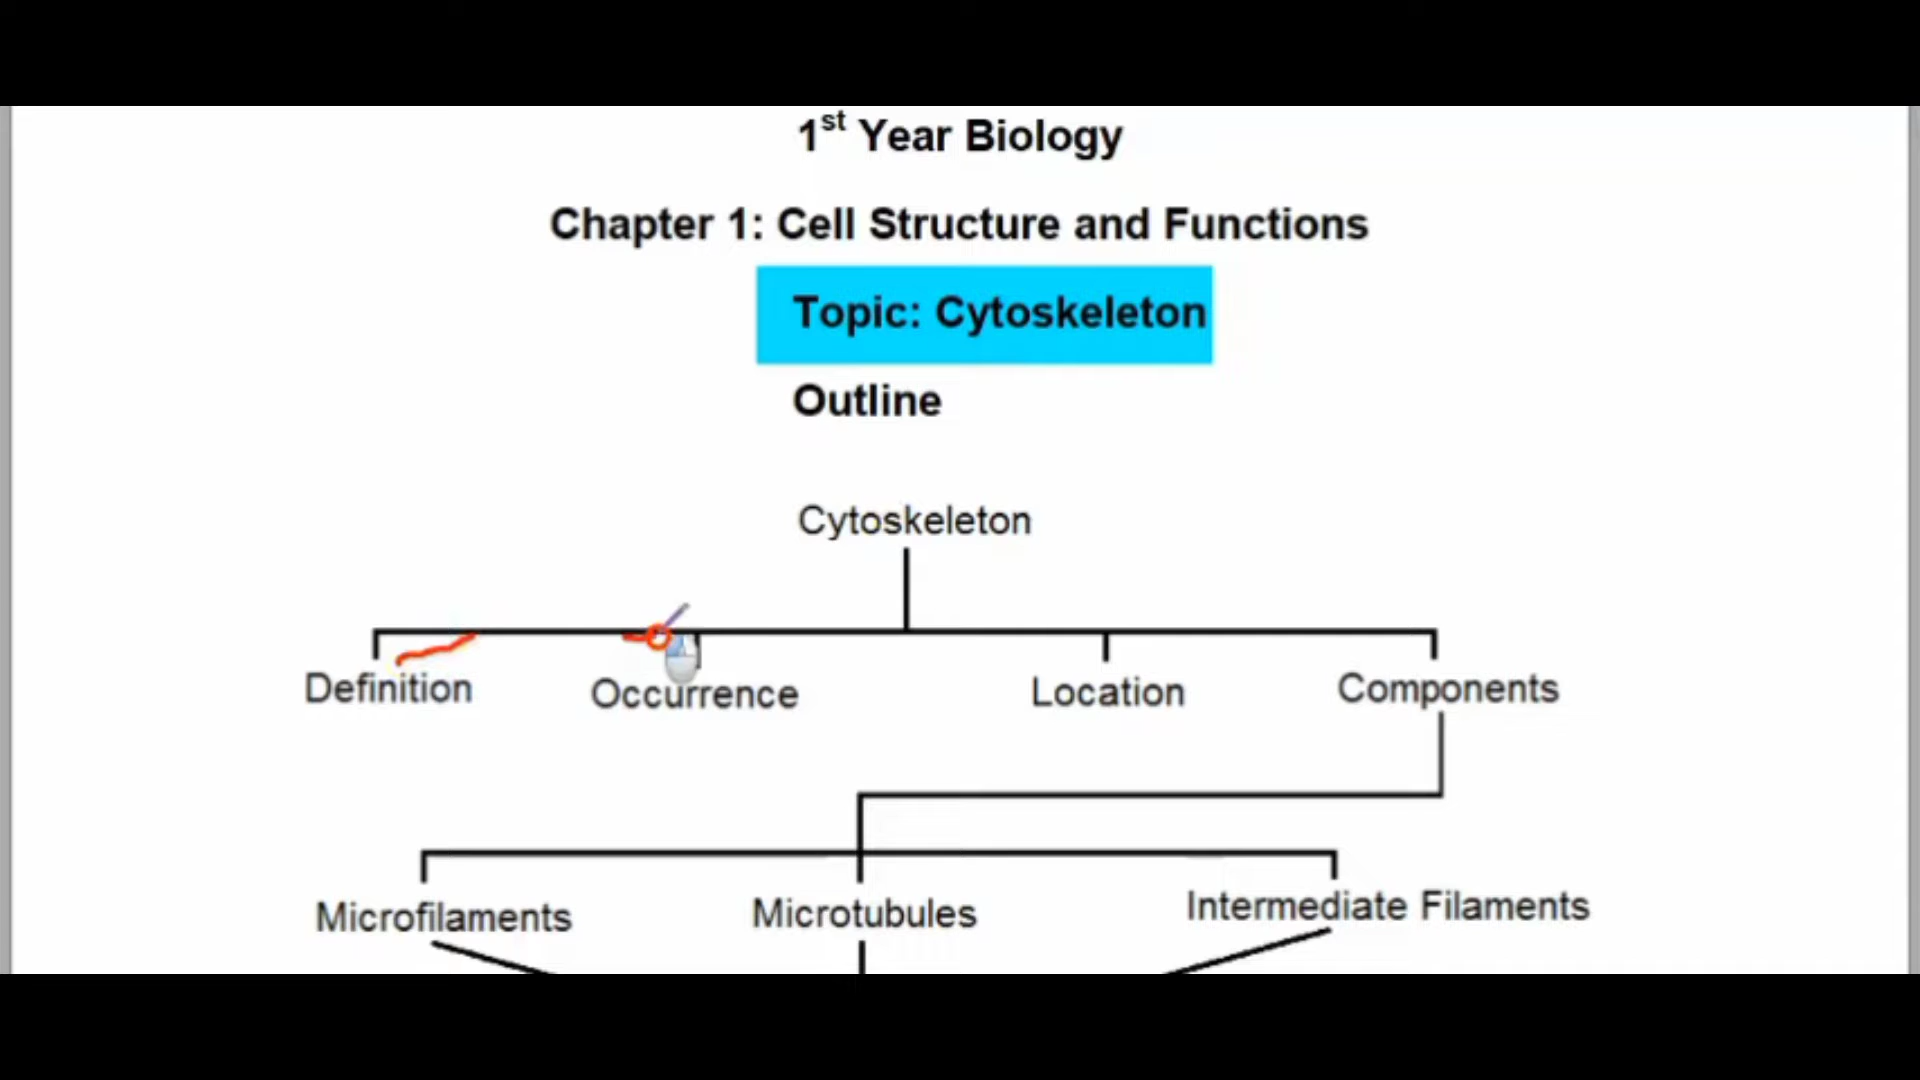 1st Year Biology
Chapter 1: Cell Structure and Functions
Topic: Cytoskeleton
Outline
Cytoskeleton
Definition Occurrence Location Components
Microfilaments Microtubules Intermediate Filaments